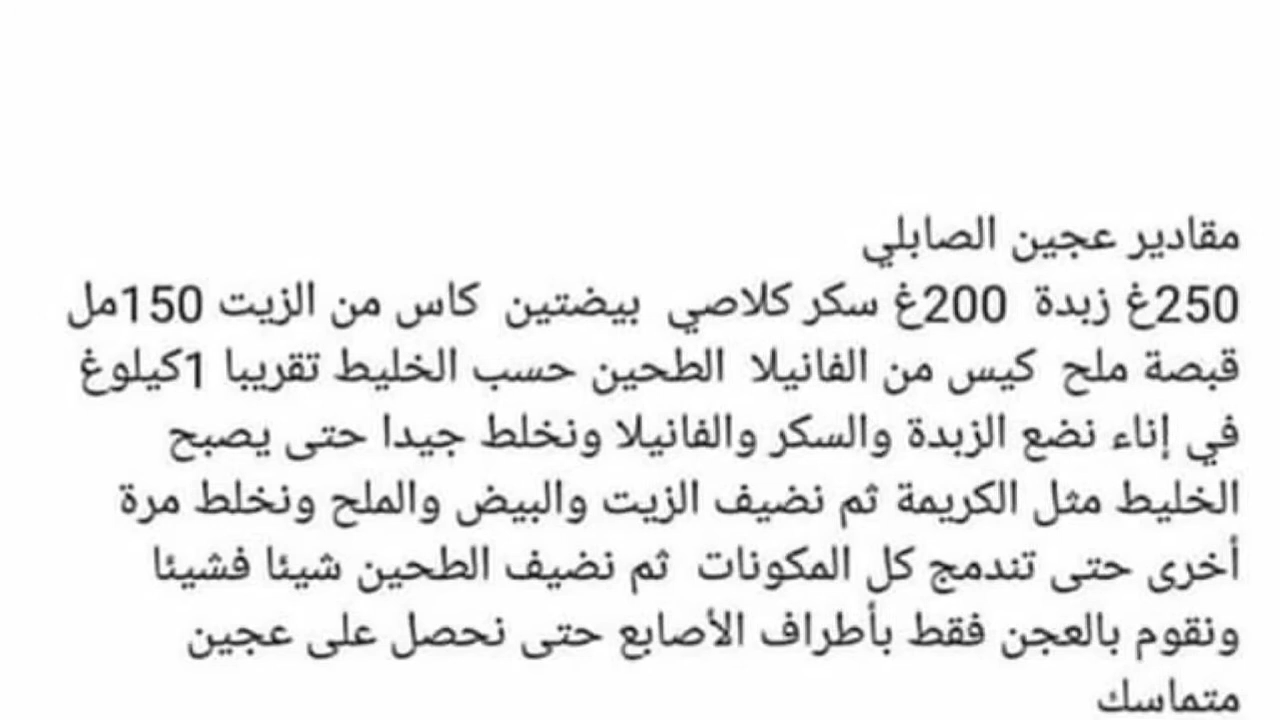 مقادير عجين الصابلي
250غ زبدة 200غ سكر كلاصي بيضتين كاس من الزيت 150مل
قبصة ملح كيس من الفانيلا الطحين حسب الخليط تقريبا 1كيلوغ
في إناء نضع الزبدة والسكر والفانيلا ونخلط جيدا حتى يصبح
الخليط مثل الكريمة ثم نضيف الزيت والبيض والملح ونخلط مرة
أخرى حتى تندمج كل المكونات ثم نضيف الطحين شيئا فشيئا
ونقوم بالعجن فقط بأطراف الأصابع حتى نحصل على عجين
متماسك